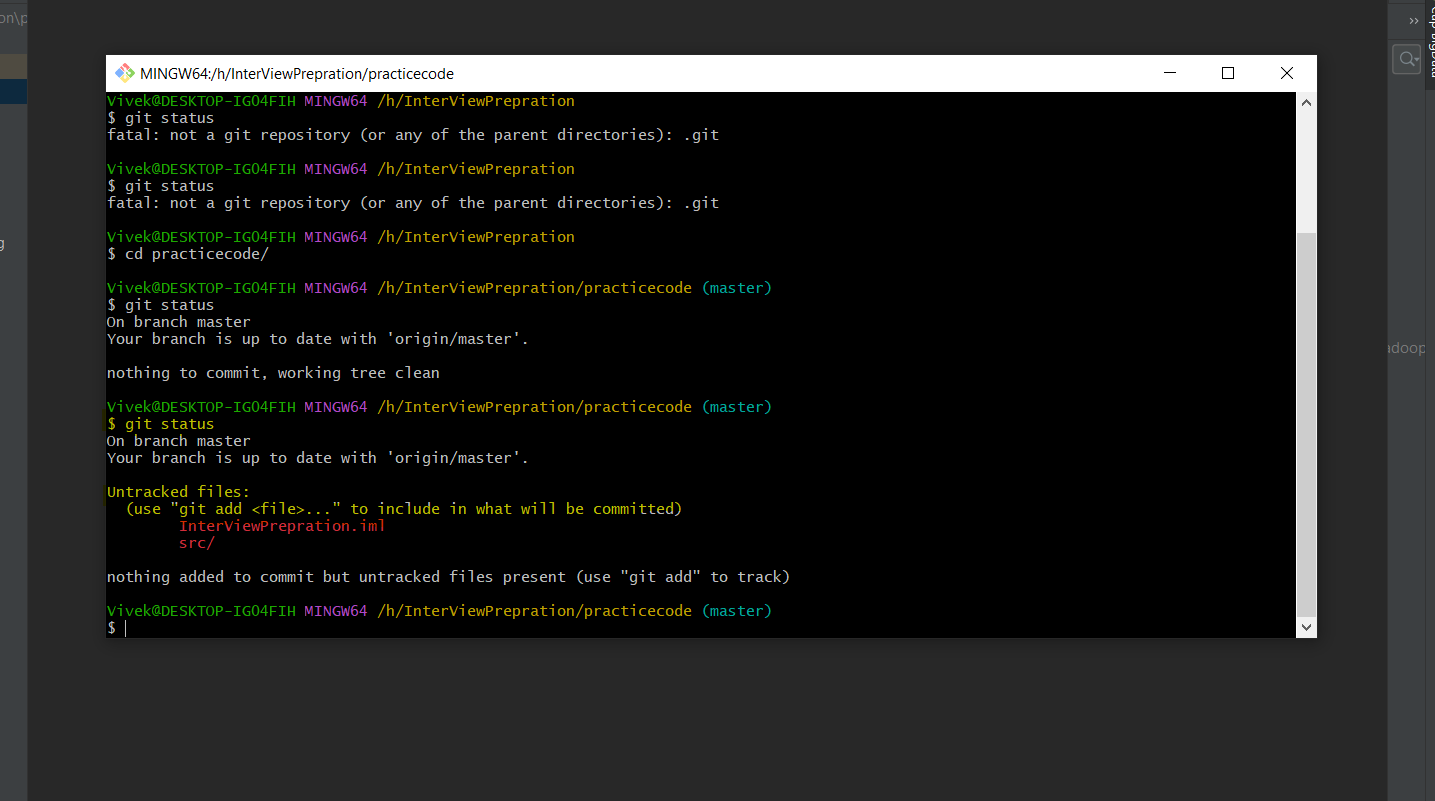 on\p
MINGW64:/h/InterViewPrepration/practicecode
Vivek@DESKTOP-IGO4FIH MINGW64 /h/InterViewPrepration
$ git status
fatal: not a git repository (or any of the parent directories): .git
Vivek@DESKTOP-IGO4FIH MINGW64 /h/InterViewPrepration
$ git status
fatal: not a git repository (or any of the parent directories): .git
Vivek@DESKTOP-IGO4FIH MINGW64 /h/InterViewPrepration
$ cd practicecode/
Vivek@DESKTOP-IGO4FIH MINGW64 /h/InterViewPrepration/practicecode (master)
$ git status
On branch master
Your branch is up to date with 'origin/master'.
nothing to commit, working tree clean
Vivek@DESKTOP-IGO4FIH MINGW64 /h/InterViewPrepration/practicecode (master)
$ git status
On branch master
Your branch is up to date with 'origin/master'.
Untracked files:
(use "git add <file>..." to include in what will be committed)
InterViewPrepration.iml
src/
nothing added to commit but untracked files present (use "git add" to track)
Vivek@DESKTOP-IGO4FIH MINGW64 /h/InterViewPrepration/practicecode (master)
$
g
adoop